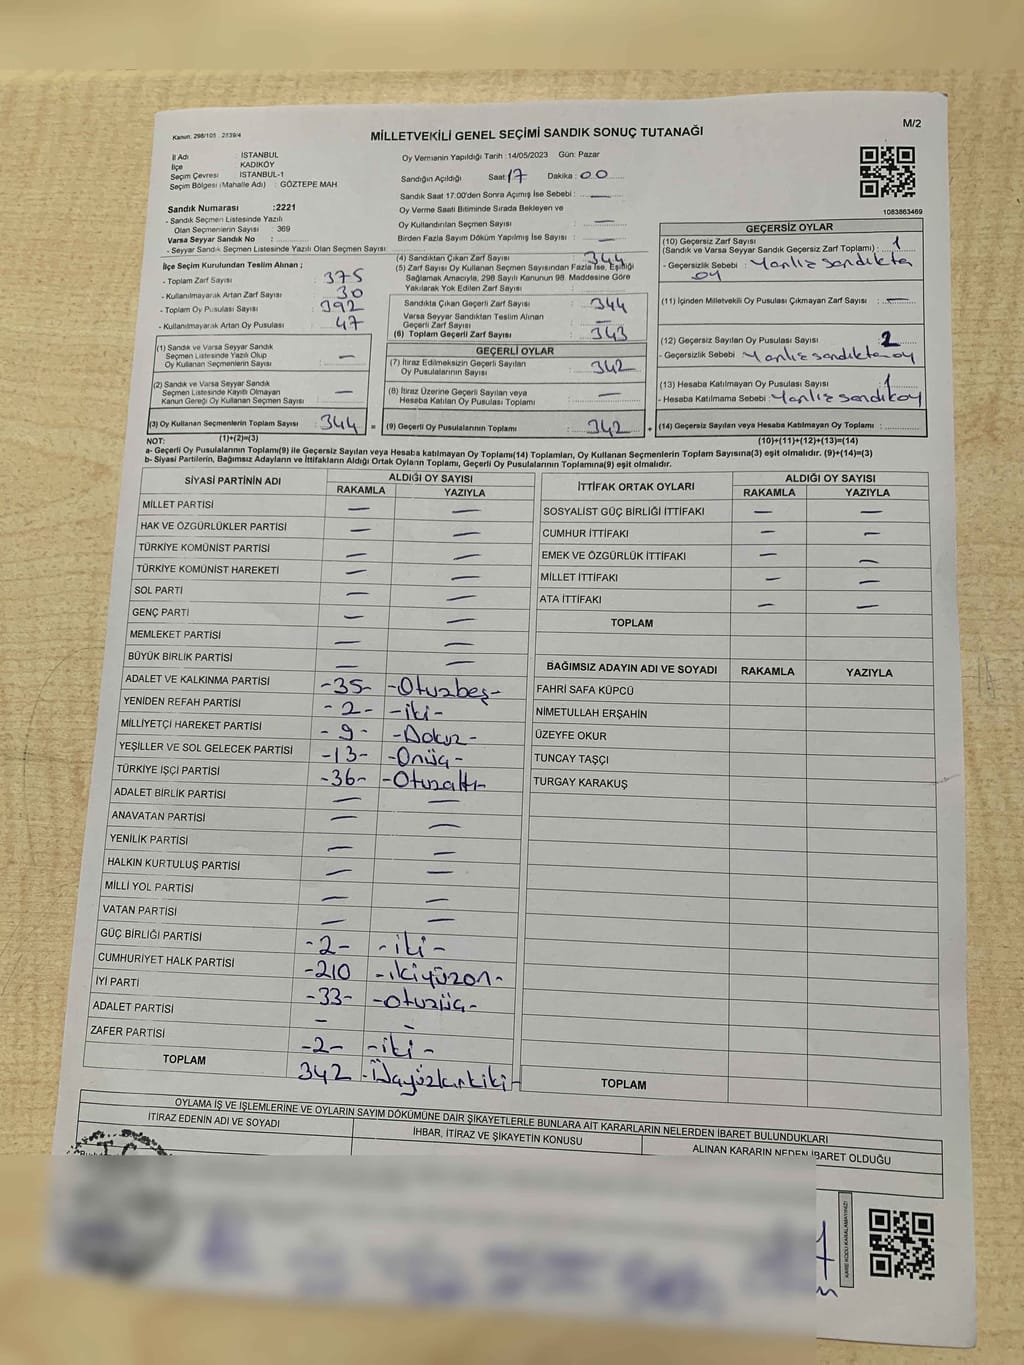 Kanun: 298/105 - 2839/4
MİLLETVEKİLİ GENEL SEÇİMİ SANDIK SONUÇ TUTANAĞI
M/2
İl Adı : İSTANBUL
İlçe : KADIKÖY
Seçim Çevresi : İSTANBUL-1
Seçim Bölgesi (Mahalle Adı) : GÖZTEPE MAH
Sandık Numarası :2221
- Sandık Seçmen Listesinde Yazılı
Olan Seçmenlerin Sayısı : 369
Varsa Seyyar Sandık No :
- Seyyar Sandık Seçmen Listesinde Yazılı Olan Seçmen Sayısı:
Oy Vermenin Yapıldığı Tarih :14/05/2023 Gün: Pazar
Sandığın Açıldığı Saat 17 Dakika : 00
Sandık Saat 17:00'den Sonra Açımış İse Sebebi : —
Oy Verme Saati Bitiminde Sırada Bekleyen ve
Oy Kullandırılan Seçmen Sayısı : —
Birden Fazla Sayım Döküm Yapılmış İse Sayısı : —
1083863469
İlçe Seçim Kurulundan Teslim Alınan ;
- Toplam Zarf Sayısı : 375
- Kullanılmayarak Artan Zarf Sayısı : 30
- Toplam Oy Pusulası Sayısı : 392
- Kullanılmayarak Artan Oy Pusulası : 47
(1) Sandık ve Varsa Seyyar Sandık
Seçmen Listesinde Yazılı Olup
Oy Kullanan Seçmenlerin Sayısı : —
(2) Sandık ve Varsa Seyyar Sandık
Seçmen Listesinde Kayıtlı Olmayan
Kanun Gereği Oy Kullanan Seçmen Sayısı : —
(3) Oy Kullanan Seçmenlerin Toplam Sayısı : 344 =
(1)+(2)=(3)
(4) Sandıktan Çıkan Zarf Sayısı : 344
(5) Zarf Sayısı Oy Kullanan Seçmen Sayısından Fazla İse, Eşitliği
Sağlamak Amacıyla, 298 Sayılı Kanunun 98. Maddesine Göre
Yakılarak Yok Edilen Zarf Sayısı :
Sandıkta Çıkan Geçerli Zarf Sayısı : 344
Varsa Seyyar Sandıktan Teslim Alınan
Geçerli Zarf Sayısı : —
(6) Toplam Geçerli Zarf Sayısı : 343
GEÇERLİ OYLAR
(7) İtiraz Edilmeksizin Geçerli Sayılan
Oy Pusulalarının Sayısı : 342
(8) İtiraz Üzerine Geçerli Sayılan veya
Hesaba Katılan Oy Pusulası Toplamı : —
(9) Geçerli Oy Pusulalarının Toplamı : 342 +
GEÇERSİZ OYLAR
(10) Geçersiz Zarf Sayısı
(Sandık ve Varsa Seyyar Sandık Geçersiz Zarf Toplamı) : 1
- Geçersizlik Sebebi : Yanlız sandıkta
oy
(11) İçinden Milletvekili Oy Pusulası Çıkmayan Zarf Sayısı : —
(12) Geçersiz Sayılan Oy Pusulası Sayısı : 2
- Geçersizlik Sebebi : Yanlız sandıkta oy
(13) Hesaba Katılmayan Oy Pusulası Sayısı : 1
- Hesaba Katılmama Sebebi : Yanlız sandık oy
(14) Geçersiz Sayılan veya Hesaba Katılmayan Oy Toplamı :
(10)+(11)+(12)+(13)=(14)
NOT:
a- Geçerli Oy Pusulalarının Toplamı(9) ile Geçersiz Sayılan veya Hesaba katılmayan Oy Toplamı(14) Toplamları, Oy Kullanan Seçmenlerin Toplam Sayısına(3) eşit olmalıdır. (9)+(14)=(3)
b- Siyasi Partilerin, Bağımsız Adayların ve İttifakların Aldığı Ortak Oyların Toplamı, Geçerli Oy Pusulalarının Toplamına(9) eşit olmalıdır.
SİYASİ PARTİNİN ADI ALDIĞI OY SAYISI
RAKAMLA YAZIYLA
MİLLET PARTİSİ — —
HAK VE ÖZGÜRLÜKLER PARTİSİ — —
TÜRKİYE KOMÜNİST PARTİSİ — —
TÜRKİYE KOMÜNİST HAREKETİ — —
SOL PARTİ — —
GENÇ PARTİ — —
MEMLEKET PARTİSİ — —
BÜYÜK BİRLİK PARTİSİ — —
ADALET VE KALKINMA PARTİSİ -35- -Otuzbeş-
YENİDEN REFAH PARTİSİ -2- -iki-
MİLLİYETÇİ HAREKET PARTİSİ -9- -Dokuz-
YEŞİLLER VE SOL GELECEK PARTİSİ -13- -Onüç-
TÜRKİYE İŞÇİ PARTİSİ -36- -Otuzaltı-
ADALET BİRLİK PARTİSİ — —
ANAVATAN PARTİSİ — —
YENİLİK PARTİSİ — —
HALKIN KURTULUŞ PARTİSİ — —
MİLLİ YOL PARTİSİ — —
VATAN PARTİSİ — —
GÜÇ BİRLİĞİ PARTİSİ -2- -iki-
CUMHURİYET HALK PARTİSİ -210 -ikiyüzon-
İYİ PARTİ -33- -otuzüç-
ADALET PARTİSİ — —
ZAFER PARTİSİ -2- -iki-
TOPLAM 342 -Üçyüzkırkiki-
İTTİFAK ORTAK OYLARI ALDIĞI OY SAYISI
RAKAMLA YAZIYLA
SOSYALİST GÜÇ BİRLİĞİ İTTİFAKI — —
CUMHUR İTTİFAKI — —
EMEK VE ÖZGÜRLÜK İTTİFAKI — —
MİLLET İTTİFAKI — —
ATA İTTİFAKI — —
TOPLAM
BAĞIMSIZ ADAYIN ADI VE SOYADI RAKAMLA YAZIYLA
FAHRİ SAFA KÜPCÜ
NİMETULLAH ERŞAHİN
ÜZEYFE OKUR
TUNCAY TAŞÇI
TURGAY KARAKUŞ
TOPLAM
OYLAMA İŞ VE İŞLEMLERİNE VE OYLARIN SAYIM DÖKÜMÜNE DAİR ŞİKAYETLERLE BUNLARA AİT KARARLARIN NELERDEN İBARET BULUNDUKLARI
İTİRAZ EDENİN ADI VE SOYADI
İHBAR, İTİRAZ VE ŞİKAYETİN KONUSU
ALINAN KARARIN NEDEN İBARET OLDUĞU
T.C.
KARE KODU KARALAMAYINIZ!